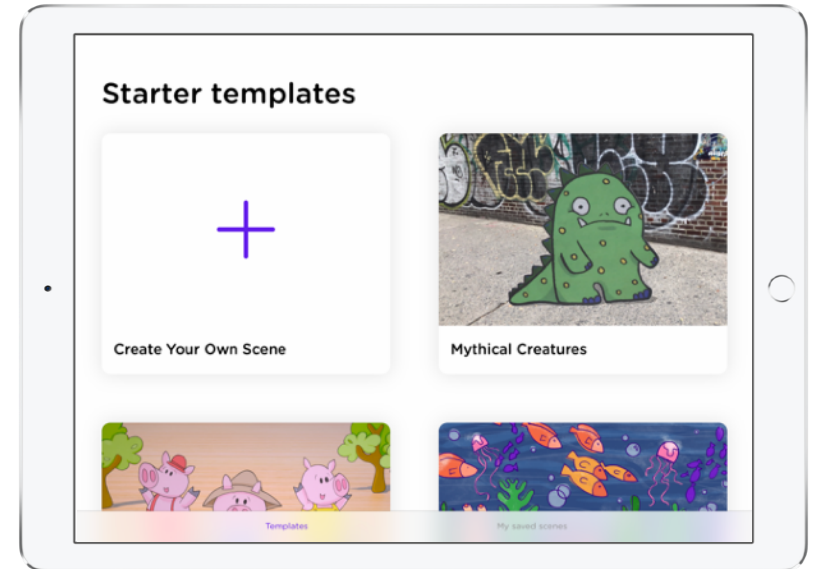 Starter templates
Create Your Own Scene
Mythical Creatures
Templates
My saved scenes